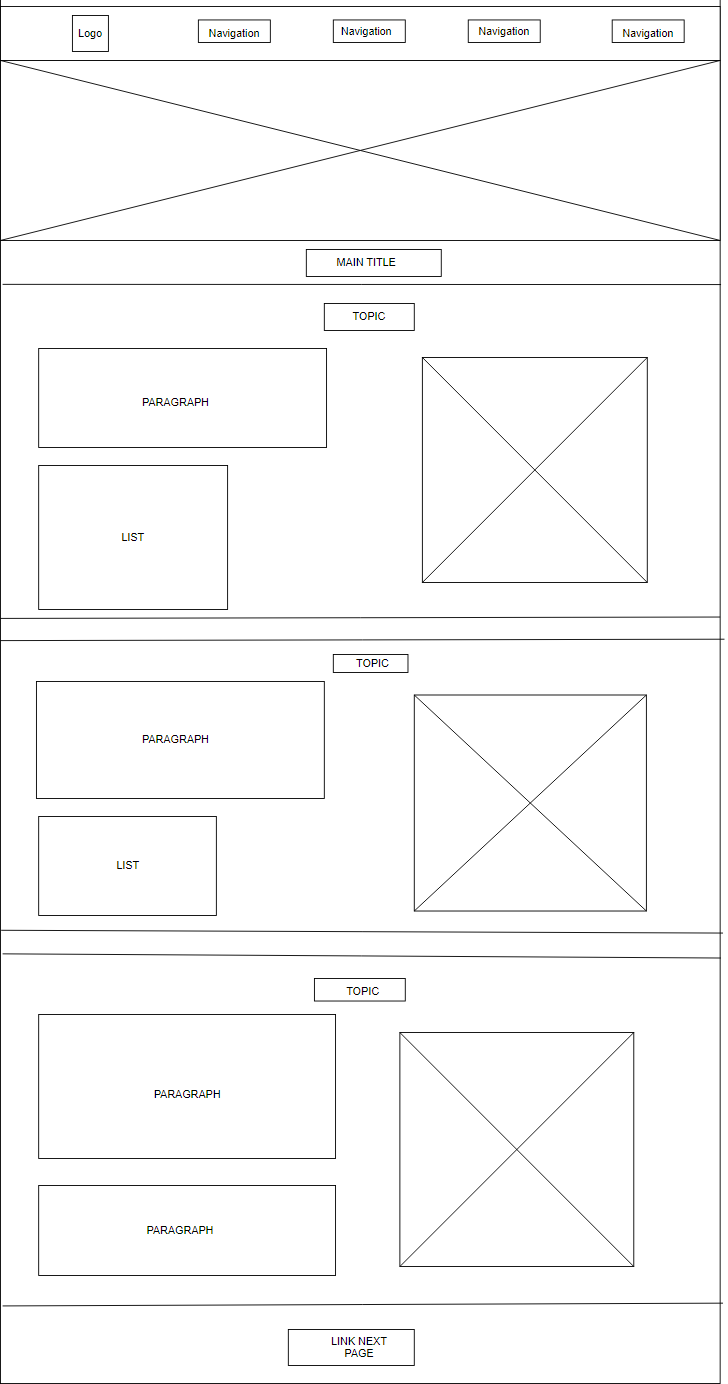 Logo
Navigation
Navigation
Navigation
Navigation
MAIN TITLE
TOPIC
PARAGRAPH
LIST
TOPIC
PARAGRAPH
LIST
TOPIC
PARAGRAPH
PARAGRAPH
LINK NEXT
PAGE